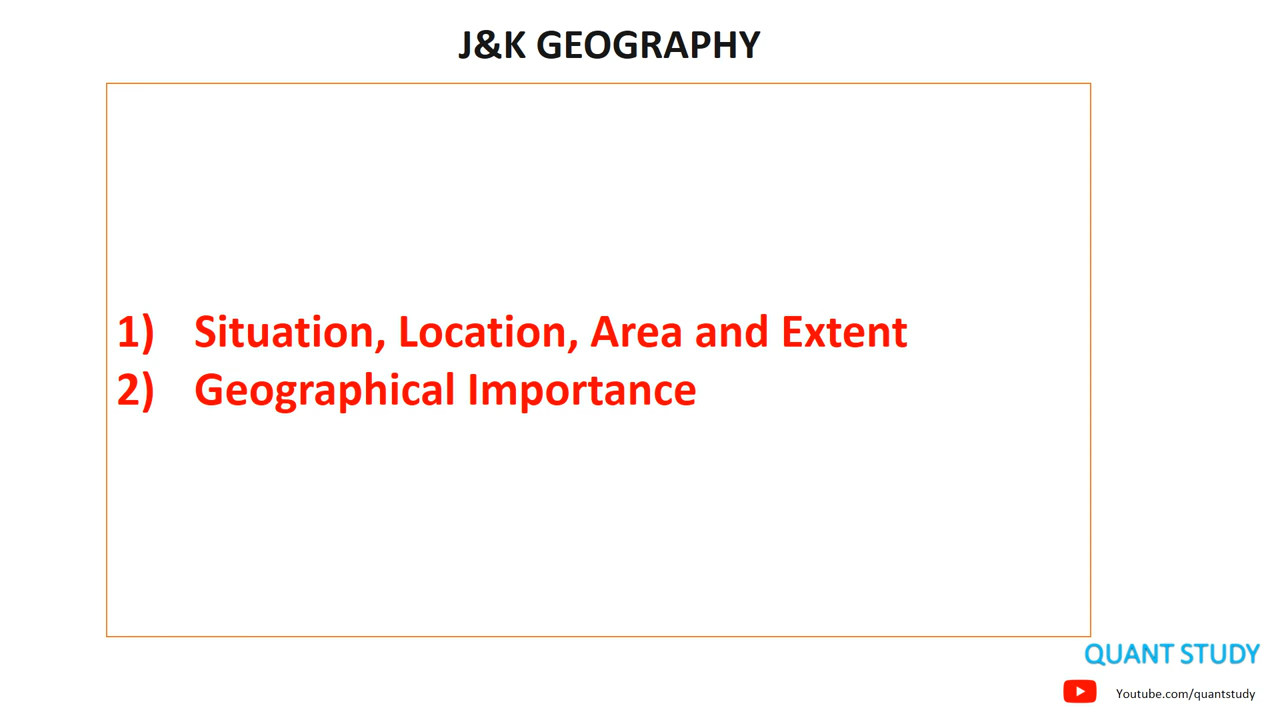 J&K GEOGRAPHY
1) Situation, Location, Area and Extent
2) Geographical Importance
QUANT STUDY
Youtube.com/quantstudy